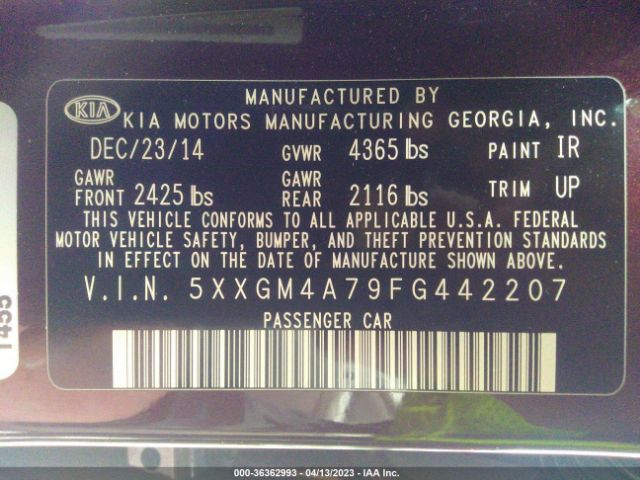 KIA
MANUFACTURED BY
KIA MOTORS MANUFACTURING GEORGIA, INC.
DEC/23/14 GVWR 4365 lbs PAINT IR
GAWR FRONT 2425 lbs GAWR REAR 2116 lbs TRIM UP
THIS VEHICLE CONFORMS TO ALL APPLICABLE U.S.A. FEDERAL
MOTOR VEHICLE SAFETY, BUMPER, AND THEFT PREVENTION STANDARDS
IN EFFECT ON THE DATE OF MANUFACTURE SHOWN ABOVE.
V.I.N. 5XXGM4A79FG442207
PASSENGER CAR
1455
000-36362993 - 04/13/2023 - IAA Inc.